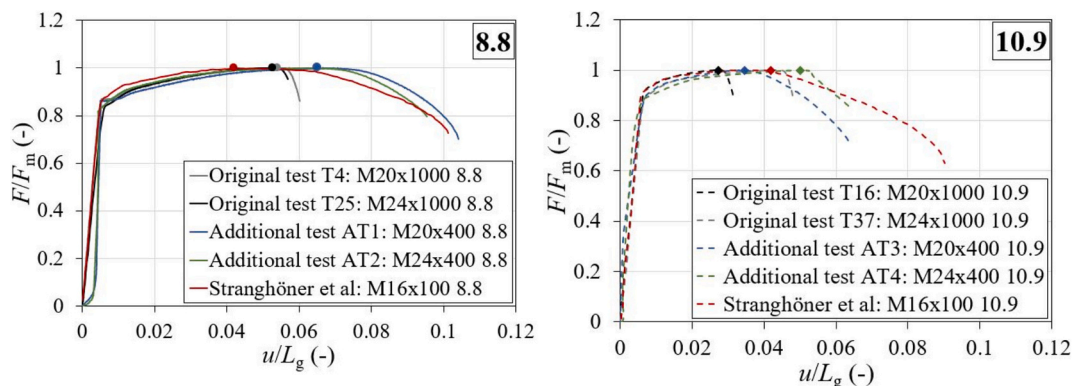 8.8
1
0.8
0.6
0.4
0.2
0
F/Fm (-)
Original test T4: M20x1000 8.8
Original test T25: M24x1000 8.8
Additional test AT1: M20x400 8.8
Additional test AT2: M24x400 8.8
Stranghöner et al: M16x100 8.8
0 0.02 0.04 0.06 0.08 0.1 0.12
u/Lg (-)
10.9
1
0.8
0.6
0.4
0.2
0
F/Fm (-)
Original test T16: M20x1000 10.9
Original test T37: M24x1000 10.9
Additional test AT3: M20x400 10.9
Additional test AT4: M24x400 10.9
Stranghöner et al: M16x100 10.9
0 0.02 0.04 0.06 0.08 0.1 0.12
u/Lg (-)